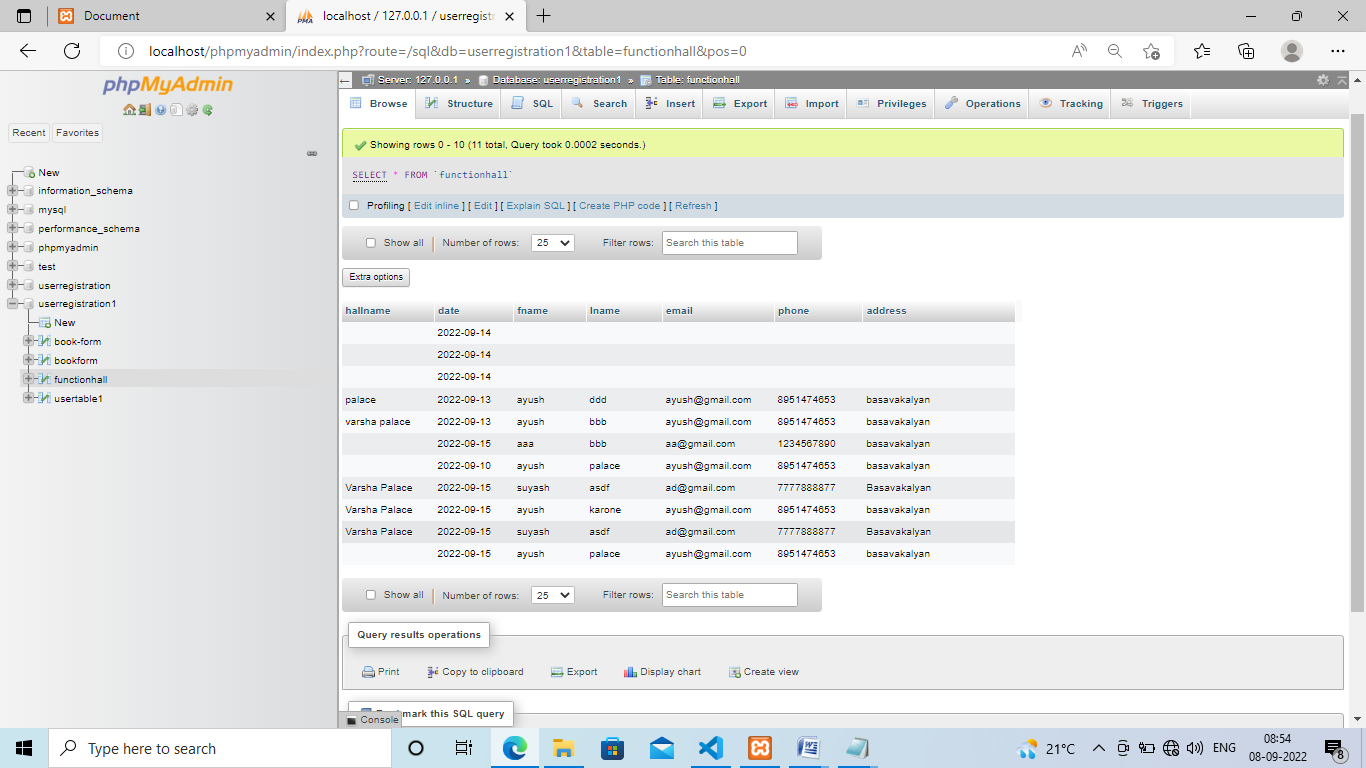 Document
localhost / 127.0.0.1 / userregistr
localhost/phpmyadmin/index.php?route=/sql&db=userregistration1&table=functionhall&pos=0
phpMyAdmin
Recent Favorites
New
information_schema
mysql
performance_schema
phpmyadmin
test
userregistration
userregistration1
New
book-form
bookform
functionhall
usertable1
Server: 127.0.0.1 » Database: userregistration1 » Table: functionhall
Browse Structure SQL Search Insert Export Import Privileges Operations Tracking Triggers
Showing rows 0 - 10 (11 total, Query took 0.0002 seconds.)
SELECT * FROM `functionhall`
Profiling [ Edit inline ] [ Edit ] [ Explain SQL ] [ Create PHP code ] [ Refresh ]
Show all Number of rows: 25 Filter rows: Search this table
Extra options
hallname date fname lname email phone address
2022-09-14
2022-09-14
2022-09-14
palace 2022-09-13 ayush ddd ayush@gmail.com 8951474653 basavakalyan
varsha palace 2022-09-13 ayush bbb ayush@gmail.com 8951474653 basavakalyan
2022-09-15 aaa bbb aa@gmail.com 1234567890 basavakalyan
2022-09-10 ayush palace ayush@gmail.com 8951474653 basavakalyan
Varsha Palace 2022-09-15 suyash asdf ad@gmail.com 7777888877 Basavakalyan
Varsha Palace 2022-09-15 ayush karone ayush@gmail.com 8951474653 basavakalyan
Varsha Palace 2022-09-15 suyash asdf ad@gmail.com 7777888877 Basavakalyan
2022-09-15 ayush palace ayush@gmail.com 8951474653 basavakalyan
Show all Number of rows: 25 Filter rows: Search this table
Query results operations
Print Copy to clipboard Export Display chart Create view
mark this SQL query
Console
Type here to search
21°C ENG 08:54
08-09-2022
8